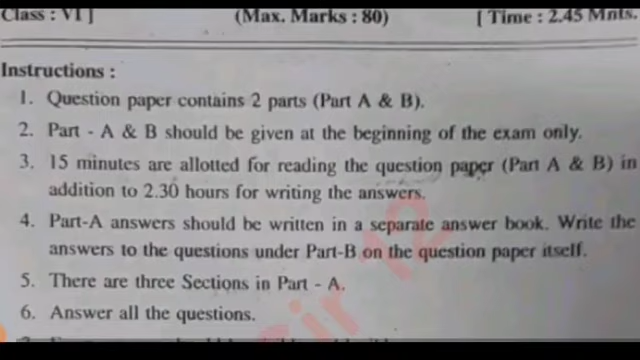 Class : VI ] (Max. Marks : 80) [ Time : 2.45 Mnts.
Instructions :
1. Question paper contains 2 parts (Part A & B).
2. Part - A & B should be given at the beginning of the exam only.
3. 15 minutes are allotted for reading the question paper (Part A & B) in
addition to 2.30 hours for writing the answers.
4. Part-A answers should be written in a separate answer book. Write the
answers to the questions under Part-B on the question paper itself.
5. There are three Sections in Part - A.
6. Answer all the questions.
Sir 12